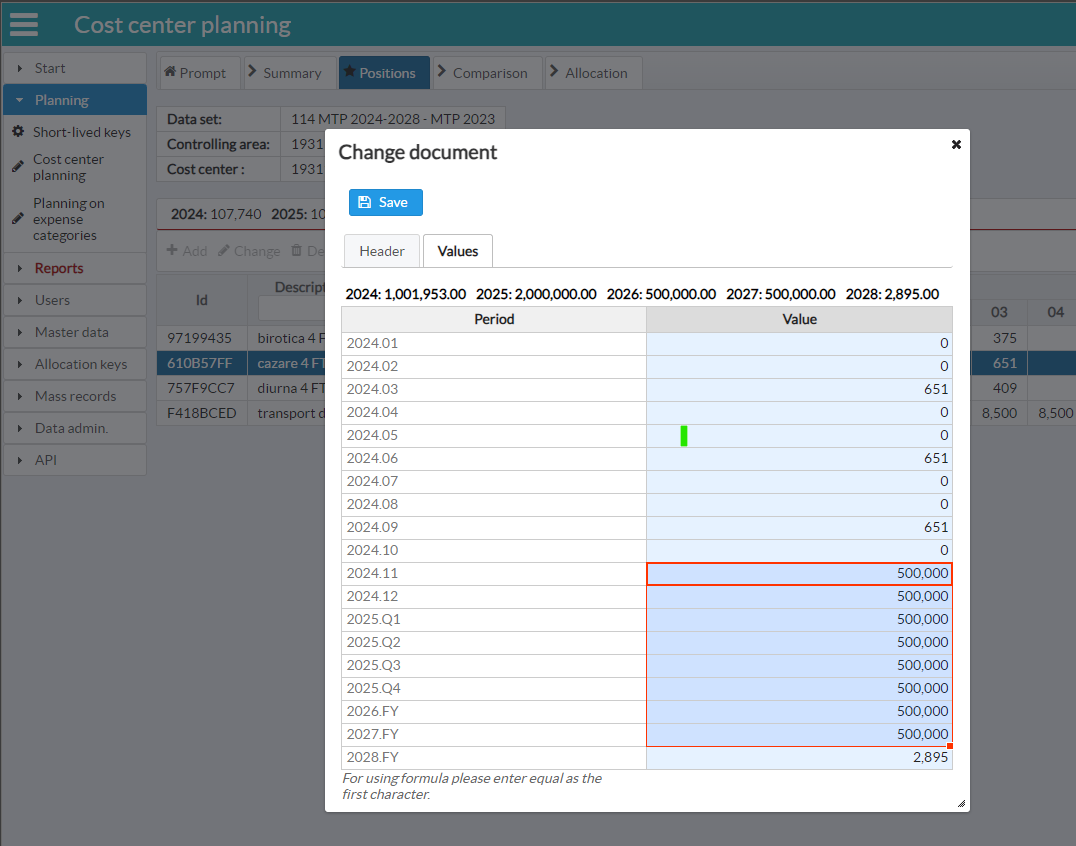 Cost center planning
Start
Planning
Short-lived keys
Cost center
planning
Planning on
expense
categories
Reports
Users
Master data
Allocation keys
Mass records
Data admin.
API
Prompt Summary Positions Comparison Allocation
Data set: 114 MTP 2024-2028 - MTP 2023
Controlling area: 1931
Cost center : 1931
2024: 107,740 2025: 10
Add Change De
Id Descript 03 04
97199435 birotica 4 F 375
610B57FF cazare 4 FT 651
757F9CC7 diurna 4 FT 409
F418BCED transport d 8,500 8,500
Change document
Save
Header Values
2024: 1,001,953.00 2025: 2,000,000.00 2026: 500,000.00 2027: 500,000.00 2028: 2,895.00
Period Value
2024.01 0
2024.02 0
2024.03 651
2024.04 0
2024.05 0
2024.06 651
2024.07 0
2024.08 0
2024.09 651
2024.10 0
2024.11 500,000
2024.12 500,000
2025.Q1 500,000
2025.Q2 500,000
2025.Q3 500,000
2025.Q4 500,000
2026.FY 500,000
2027.FY 500,000
2028.FY 2,895
For using formula please enter equal as the
first character.